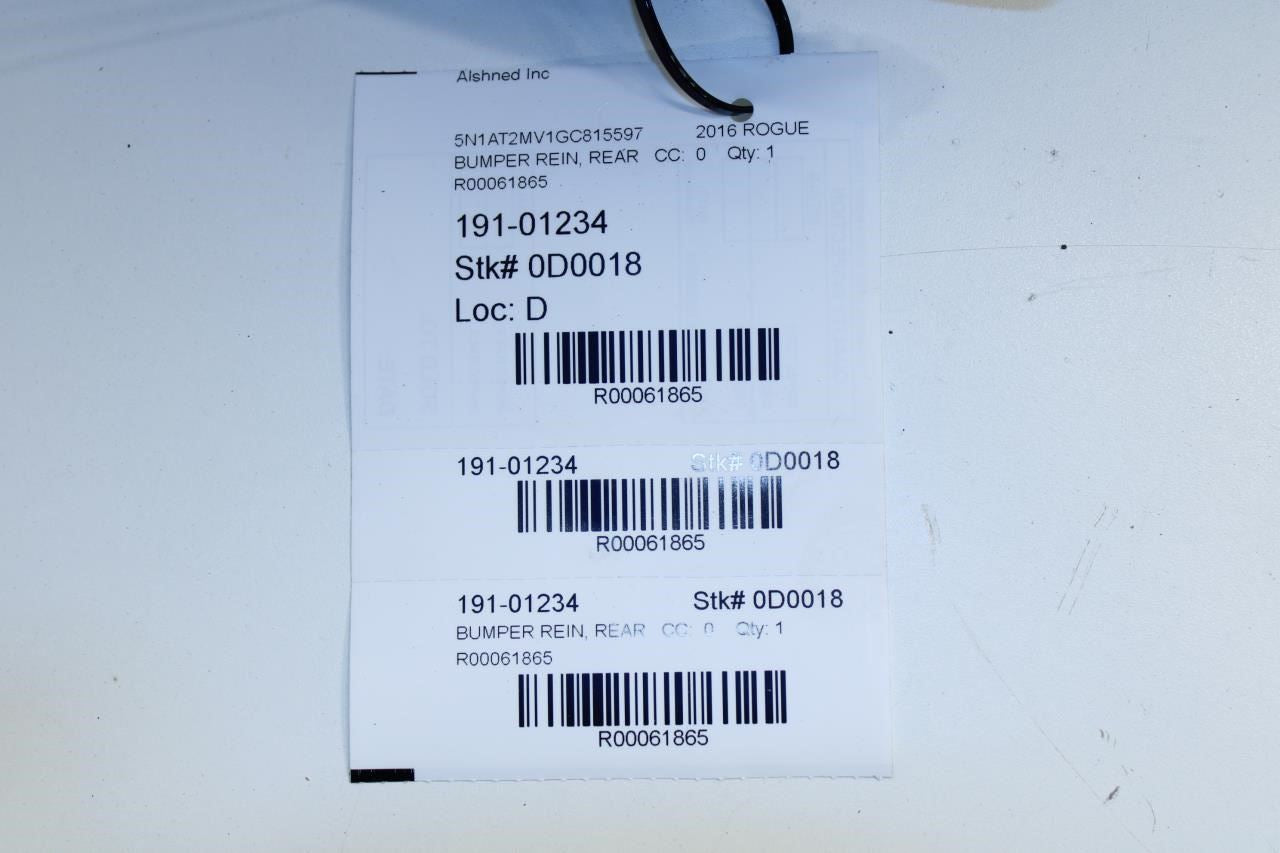 Alshned Inc
5N1AT2MV1GC815597 2016 ROGUE
BUMPER REIN, REAR CC: 0 Qty: 1
R00061865
191-01234
Stk# 0D0018
Loc: D
R00061865
191-01234 Stk# 0D0018
R00061865
191-01234 Stk# 0D0018
BUMPER REIN, REAR CC: 0 Qty: 1
R00061865
R00061865